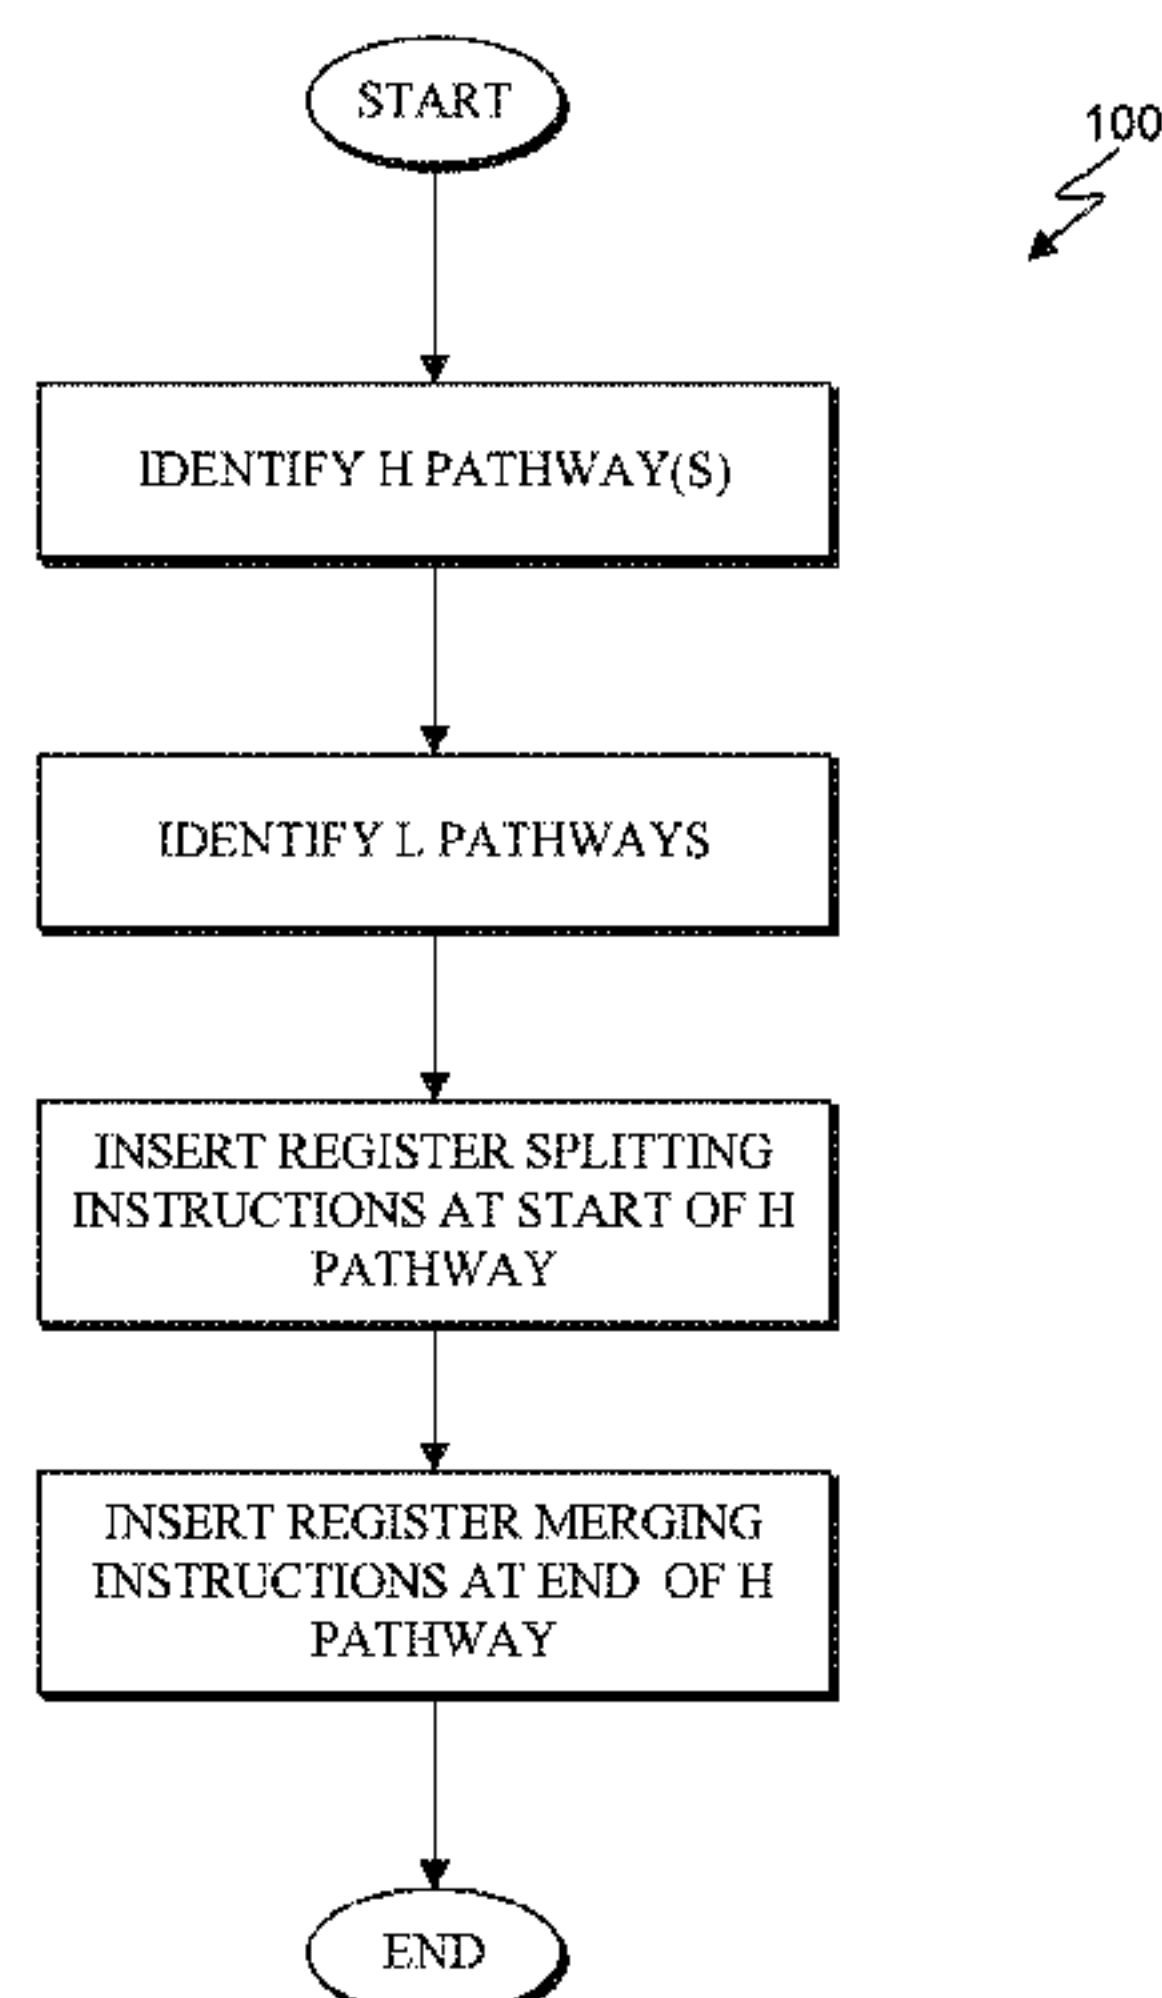 START
100
IDENTIFY H PATHWAY(S)
IDENTIFY L PATHWAYS
INSERT REGISTER SPLITTING
INSTRUCTIONS AT START OF H
PATHWAY
INSERT REGISTER MERGING
INSTRUCTIONS AT END OF H
PATHWAY
END